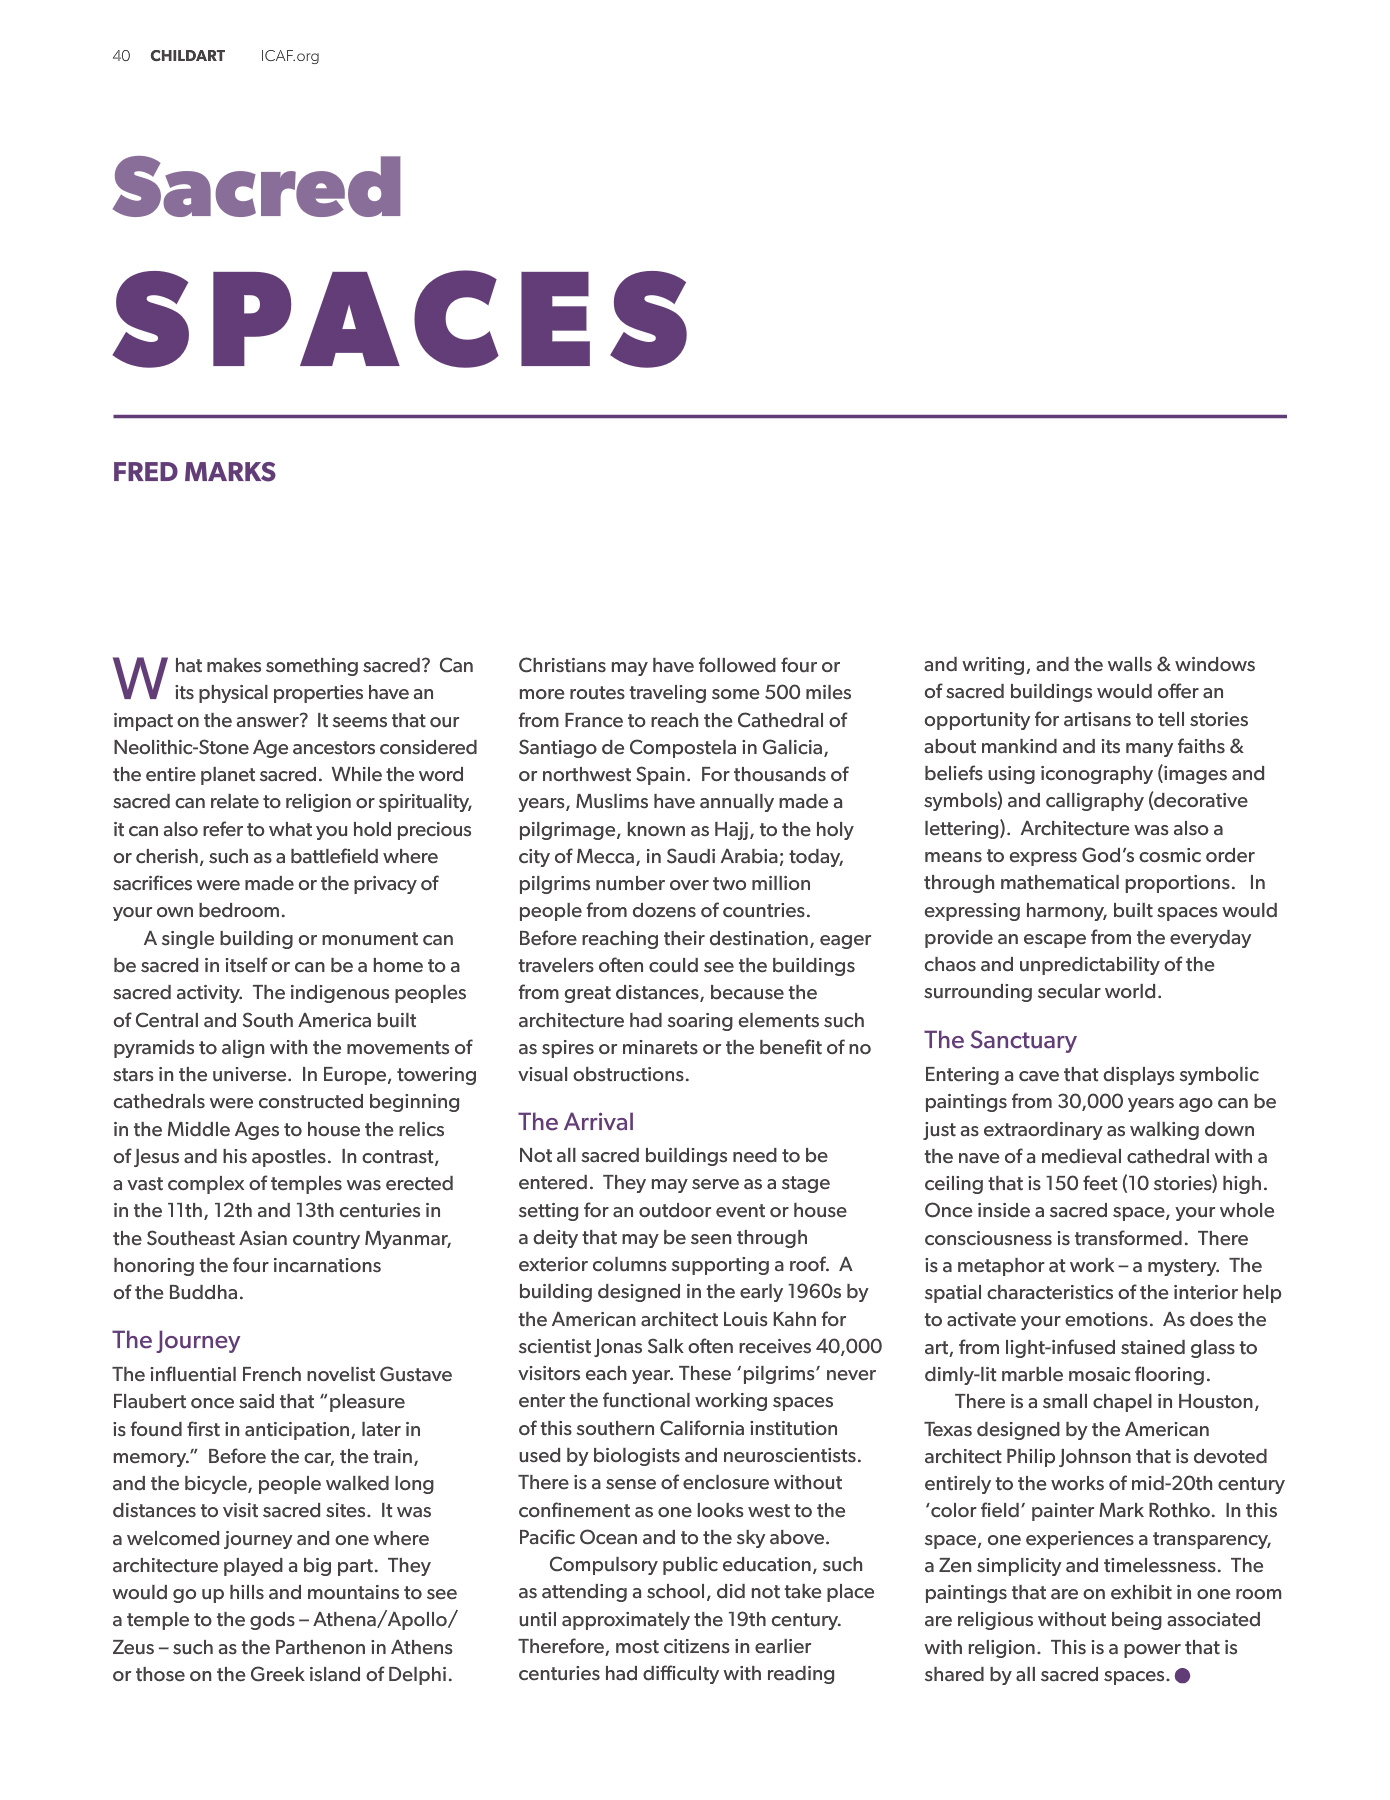 40 CHILDART ICAF.org
Sacred
SPACES
FRED MARKS
What makes something sacred?  Can
its physical properties have an
impact on the answer?  It seems that our
Neolithic-Stone Age ancestors considered
the entire planet sacred.  While the word
sacred can relate to religion or spirituality,
it can also refer to what you hold precious
or cherish, such as a battlefield where
sacrifices were made or the privacy of
your own bedroom.
A single building or monument can
be sacred in itself or can be a home to a
sacred activity.  The indigenous peoples
of Central and South America built
pyramids to align with the movements of
stars in the universe.  In Europe, towering
cathedrals were constructed beginning
in the Middle Ages to house the relics
of Jesus and his apostles.  In contrast,
a vast complex of temples was erected
in the 11th, 12th and 13th centuries in
the Southeast Asian country Myanmar,
honoring the four incarnations
of the Buddha.
The Journey
The influential French novelist Gustave
Flaubert once said that “pleasure
is found first in anticipation, later in
memory.”  Before the car, the train,
and the bicycle, people walked long
distances to visit sacred sites.  It was
a welcomed journey and one where
architecture played a big part.  They
would go up hills and mountains to see
a temple to the gods – Athena/Apollo/
Zeus – such as the Parthenon in Athens
or those on the Greek island of Delphi.
Christians may have followed four or
more routes traveling some 500 miles
from France to reach the Cathedral of
Santiago de Compostela in Galicia,
or northwest Spain.  For thousands of
years, Muslims have annually made a
pilgrimage, known as Hajj, to the holy
city of Mecca, in Saudi Arabia; today,
pilgrims number over two million
people from dozens of countries.
Before reaching their destination, eager
travelers often could see the buildings
from great distances, because the
architecture had soaring elements such
as spires or minarets or the benefit of no
visual obstructions.
The Arrival
Not all sacred buildings need to be
entered.  They may serve as a stage
setting for an outdoor event or house
a deity that may be seen through
exterior columns supporting a roof.  A
building designed in the early 1960s by
the American architect Louis Kahn for
scientist Jonas Salk often receives 40,000
visitors each year. These ‘pilgrims’ never
enter the functional working spaces
of this southern California institution
used by biologists and neuroscientists.
There is a sense of enclosure without
confinement as one looks west to the
Pacific Ocean and to the sky above.
Compulsory public education, such
as attending a school, did not take place
until approximately the 19th century.
Therefore, most citizens in earlier
centuries had difficulty with reading
and writing, and the walls & windows
of sacred buildings would offer an
opportunity for artisans to tell stories
about mankind and its many faiths &
beliefs using iconography (images and
symbols) and calligraphy (decorative
lettering).  Architecture was also a
means to express God’s cosmic order
through mathematical proportions.   In
expressing harmony, built spaces would
provide an escape from the everyday
chaos and unpredictability of the
surrounding secular world.
The Sanctuary
Entering a cave that displays symbolic
paintings from 30,000 years ago can be
just as extraordinary as walking down
the nave of a medieval cathedral with a
ceiling that is 150 feet (10 stories) high.
Once inside a sacred space, your whole
consciousness is transformed.  There
is a metaphor at work – a mystery.  The
spatial characteristics of the interior help
to activate your emotions.  As does the
art, from light-infused stained glass to
dimly-lit marble mosaic flooring.
There is a small chapel in Houston,
Texas designed by the American
architect Philip Johnson that is devoted
entirely to the works of mid-20th century
‘color field’ painter Mark Rothko.  In this
space, one experiences a transparency,
a Zen simplicity and timelessness.  The
paintings that are on exhibit in one room
are religious without being associated
with religion.  This is a power that is
shared by all sacred spaces.